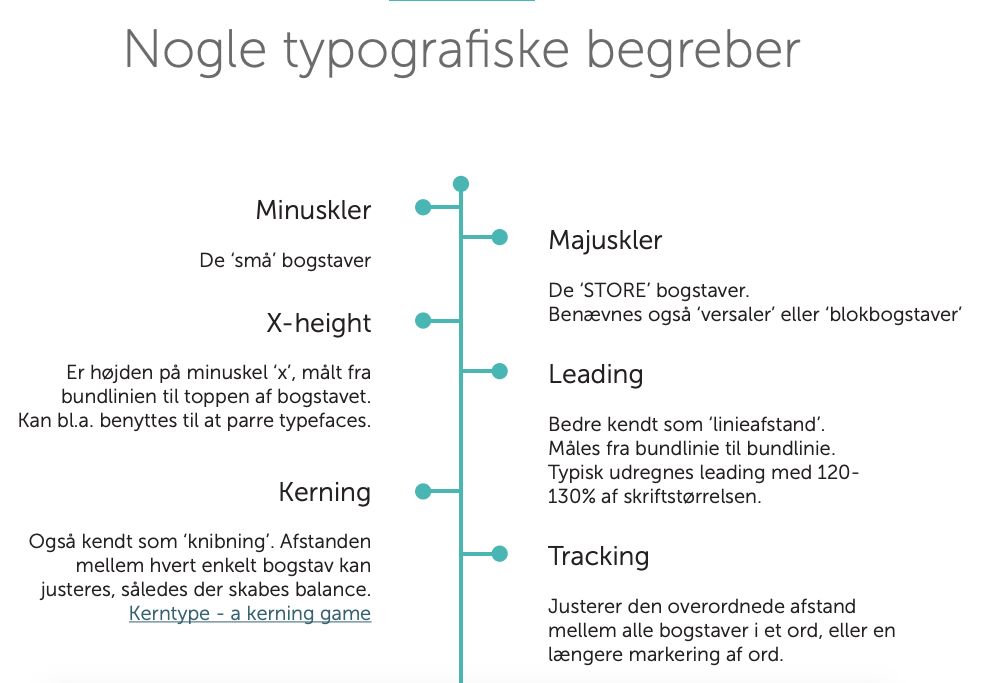 Nogle typografiske begreber
Minuskler
De ‘små’ bogstaver
Majuskler
De ‘STORE’ bogstaver.
Benævnes også ‘versaler’ eller ‘blokbogstaver’
X-height
Er højden på minuskel ‘x’, målt fra
bundlinien til toppen af bogstavet.
Kan bl.a. benyttes til at parre typefaces.
Leading
Bedre kendt som ‘linieafstand’.
Måles fra bundlinie til bundlinie.
Typisk udregnes leading med 120-
130% af skriftstørrelsen.
Kerning
Også kendt som ‘knibning’. Afstanden
mellem hvert enkelt bogstav kan
justeres, således der skabes balance.
Kerntype - a kerning game
Tracking
Justerer den overordnede afstand
mellem alle bogstaver i et ord, eller en
længere markering af ord.